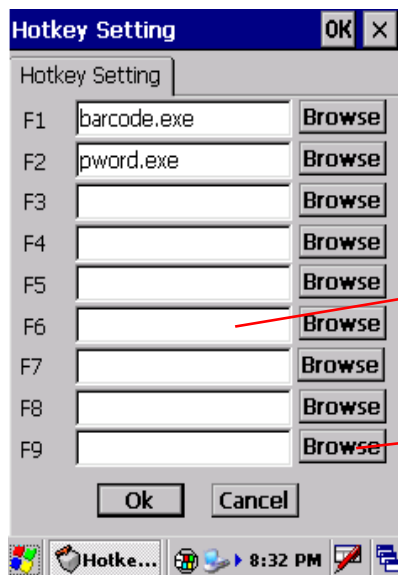 Hotkey Setting OK ×
Hotkey Setting
F1 barcode.exe Browse
F2 pword.exe Browse
F3 Browse
F4 Browse
F5 Browse
F6 Browse
F7 Browse
F8 Browse
F9 Browse
Ok Cancel
Hotke... 8:32 PM